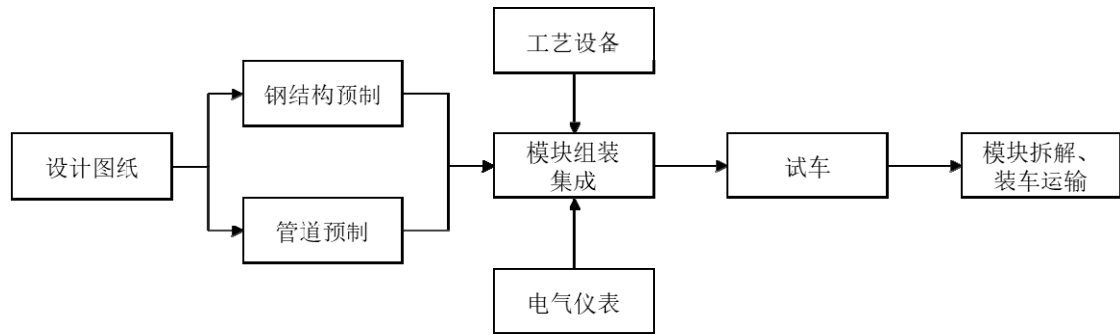 工艺设备
钢结构预制
设计图纸
模块组装
集成
试车
模块拆解、
装车运输
管道预制
电气仪表